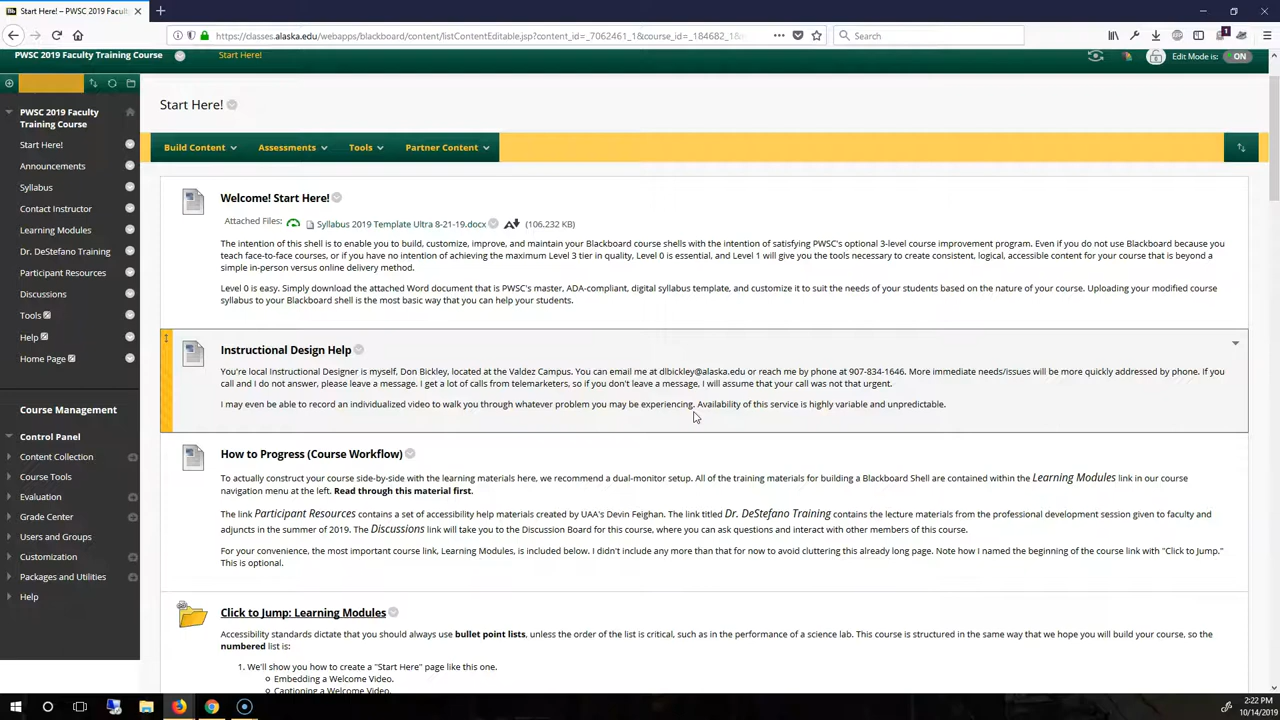 Start Here! – PWSC 2019 Facult
https://classes.alaska.edu/webapps/blackboard/content/listContentEditable.jsp?content_id=_7062461_1&course_id=_184682_1&
Search
PWSC 2019 Faculty Training Course
Start Here!
Edit Mode is:
ON
PWSC 2019 Faculty
Training Course
Start Here!
Announcements
Syllabus
Contact Instructor
Learning Modules
Dr. DeStefano Training
Participant Resources
Discussions
Tools
Help
Home Page
Course Management
Control Panel
Content Collection
Course Tools
Evaluation
Grade Center
Users and Groups
Customization
Packages and Utilities
Help
Start Here!
Build Content
Assessments
Tools
Partner Content
Welcome! Start Here!
Attached Files:
Syllabus 2019 Template Ultra 8-21-19.docx
(106.232 KB)
The intention of this shell is to enable you to build, customize, improve, and maintain your Blackboard course shells with the intention of satisfying PWSC's optional 3-level course improvement program. Even if you do not use Blackboard because you
teach face-to-face courses, or if you have no intention of achieving the maximum Level 3 tier in quality, Level 0 is essential, and Level 1 will give you the tools necessary to create consistent, logical, accessible content for your course that is beyond a
simple in-person versus online delivery method.
Level 0 is easy. Simply download the attached Word document that is PWSC's master, ADA-compliant, digital syllabus template, and customize it to suit the needs of your students based on the nature of your course. Uploading your modified course
syllabus to your Blackboard shell is the most basic way that you can help your students.
Instructional Design Help
You're local Instructional Designer is myself, Don Bickley, located at the Valdez Campus. You can email me at dlbickley@alaska.edu or reach me by phone at 907-834-1646. More immediate needs/issues will be more quickly addressed by phone. If you
call and I do not answer, please leave a message. I get a lot of calls from telemarketers, so if you don't leave a message, I will assume that your call was not that urgent.
I may even be able to record an individualized video to walk you through whatever problem you may be experiencing. Availability of this service is highly variable and unpredictable.
How to Progress (Course Workflow)
To actually construct your course side-by-side with the learning materials here, we recommend a dual-monitor setup. All of the training materials for building a Blackboard Shell are contained within the Learning Modules link in our course
navigation menu at the left. Read through this material first.
The link Participant Resources contains a set of accessibility help materials created by UAA's Devin Feighan. The link titled Dr. DeStefano Training contains the lecture materials from the professional development session given to faculty and
adjuncts in the summer of 2019. The Discussions link will take you to the Discussion Board for this course, where you can ask questions and interact with other members of this course.
For your convenience, the most important course link, Learning Modules, is included below. I didn't include any more than that for now to avoid cluttering this already long page. Note how I named the beginning of the course link with "Click to Jump."
This is optional.
Click to Jump: Learning Modules
Accessibility standards dictate that you should always use bullet point lists, unless the order of the list is critical, such as in the performance of a science lab. This course is structured in the same way that we hope you will build your course, so the
numbered list is:
1. We'll show you how to create a "Start Here" page like this one.
Embedding a Welcome Video.
Captioning a Welcome Video.
2:22 PM
10/14/2019